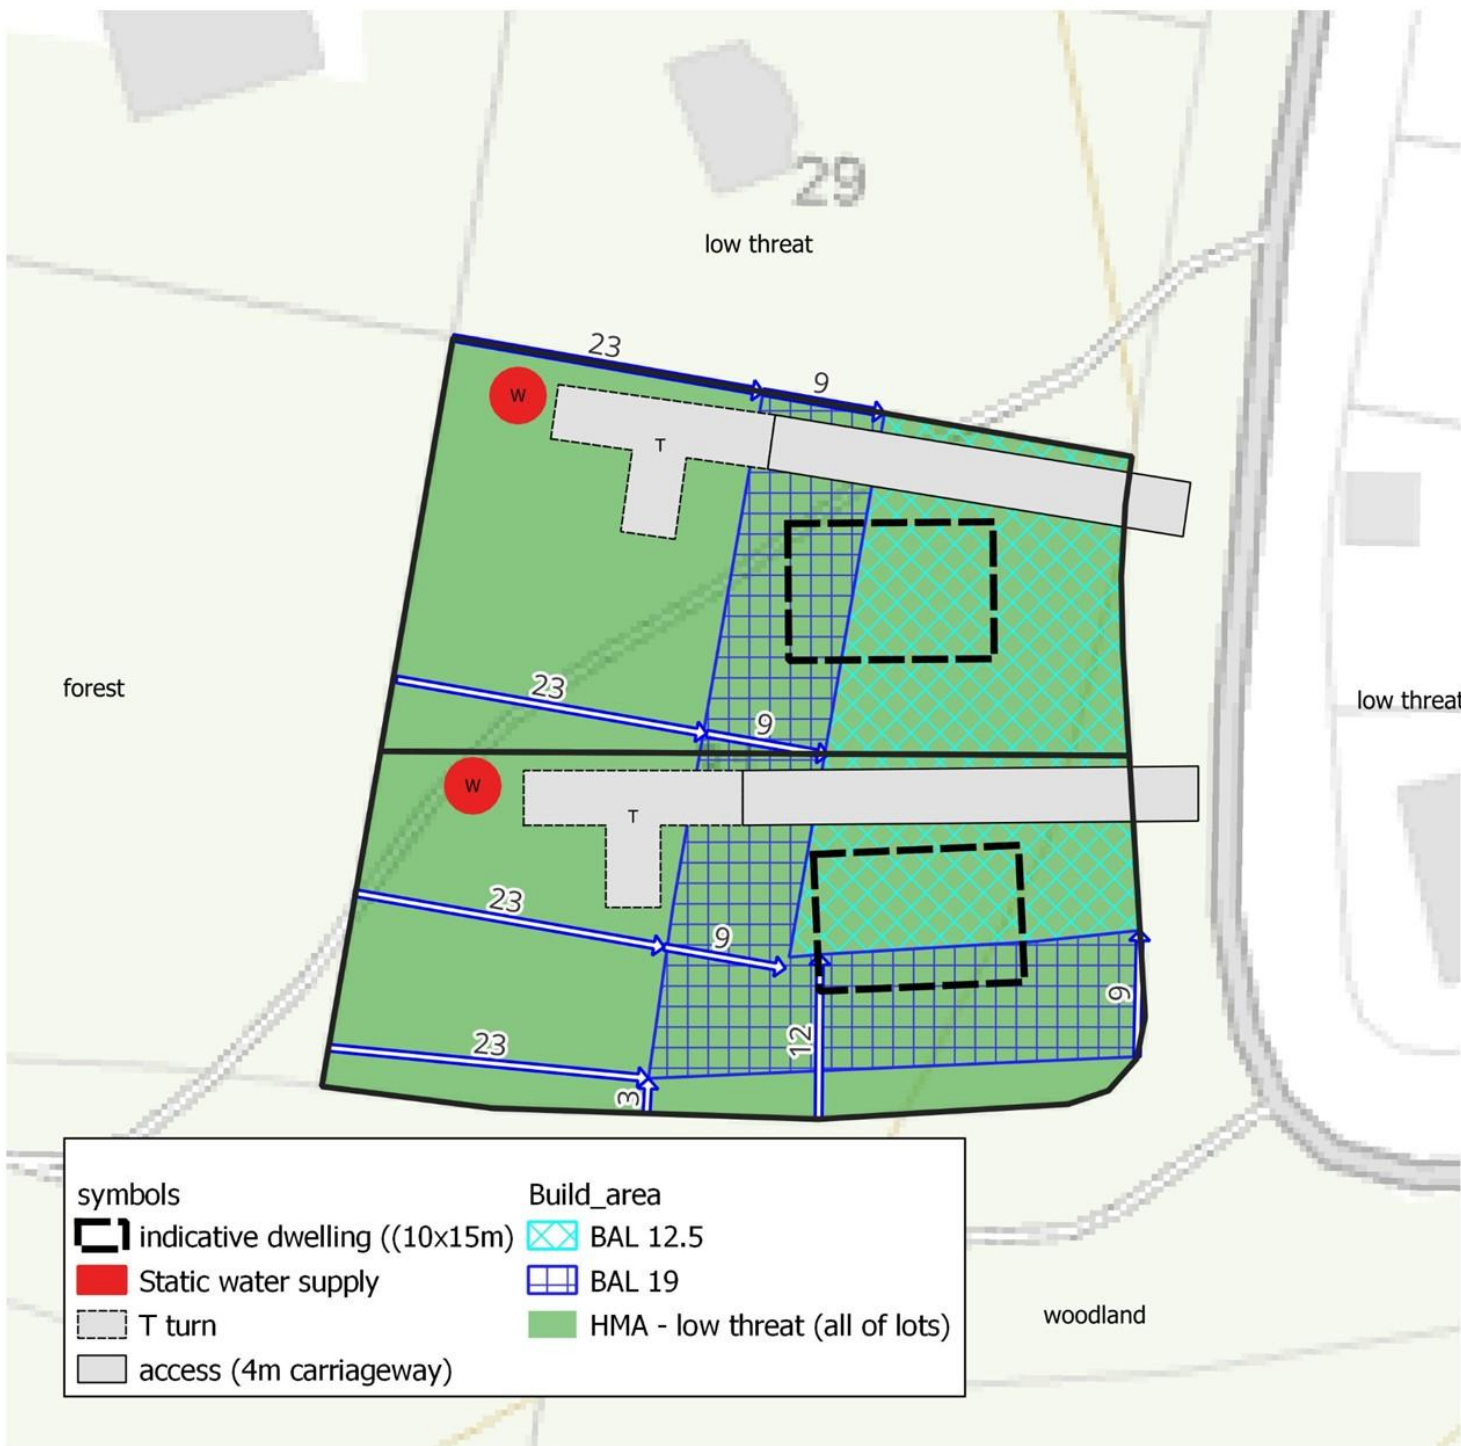 29
low threat
23
9
W
T
23
9
forest
low threat
W
T
23
9
9
12
23
3
symbols
indicative dwelling ((10x15m)
Static water supply
T turn
access (4m carriageway)
Build_area
BAL 12.5
BAL 19
HMA - low threat (all of lots)
woodland